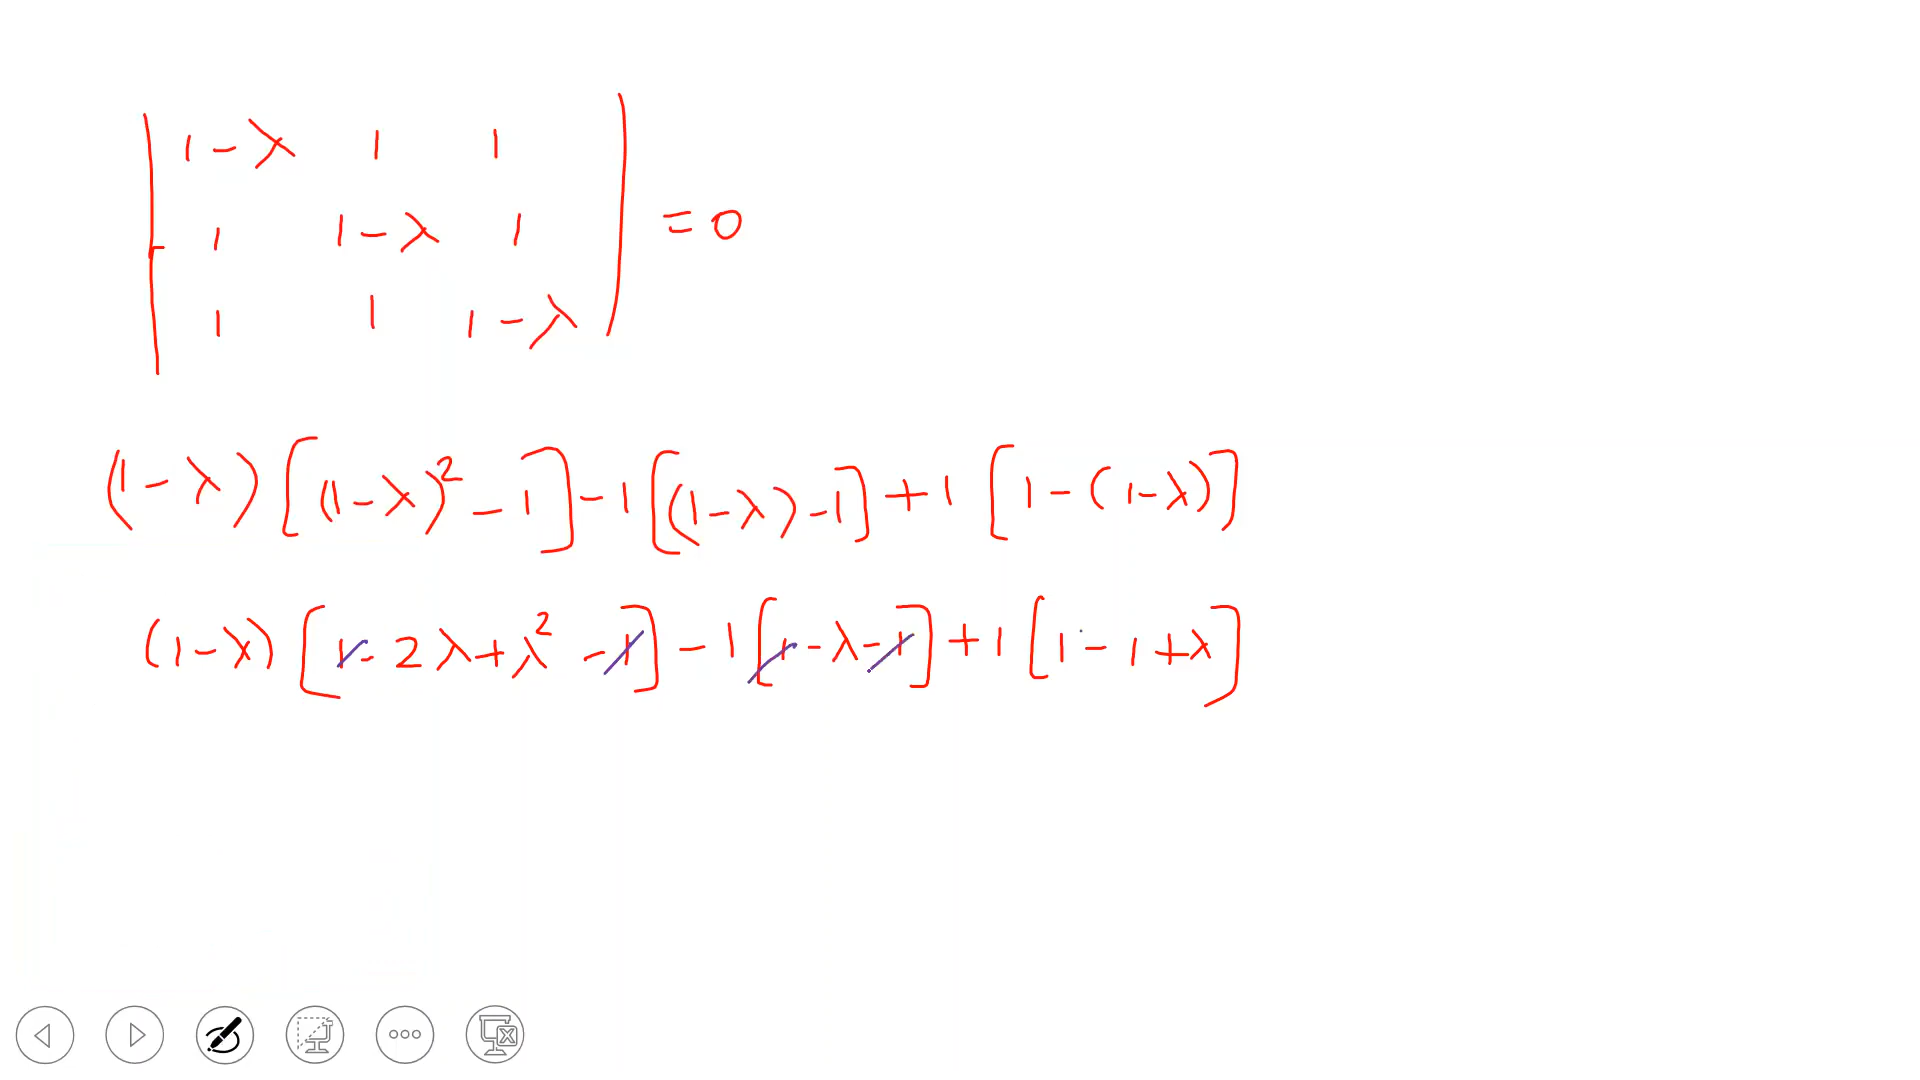 | 1-λ 1 1 |
| 1 1-λ 1 | = 0
| 1 1 1-λ |
(1-λ) [(1-λ)² - 1] - 1 [(1-λ) - 1] + 1 [1 - (1-λ)]
(1-λ) [1 - 2λ + λ² - 1] - 1 [1 - λ - 1] + 1 [1 - 1 + λ]